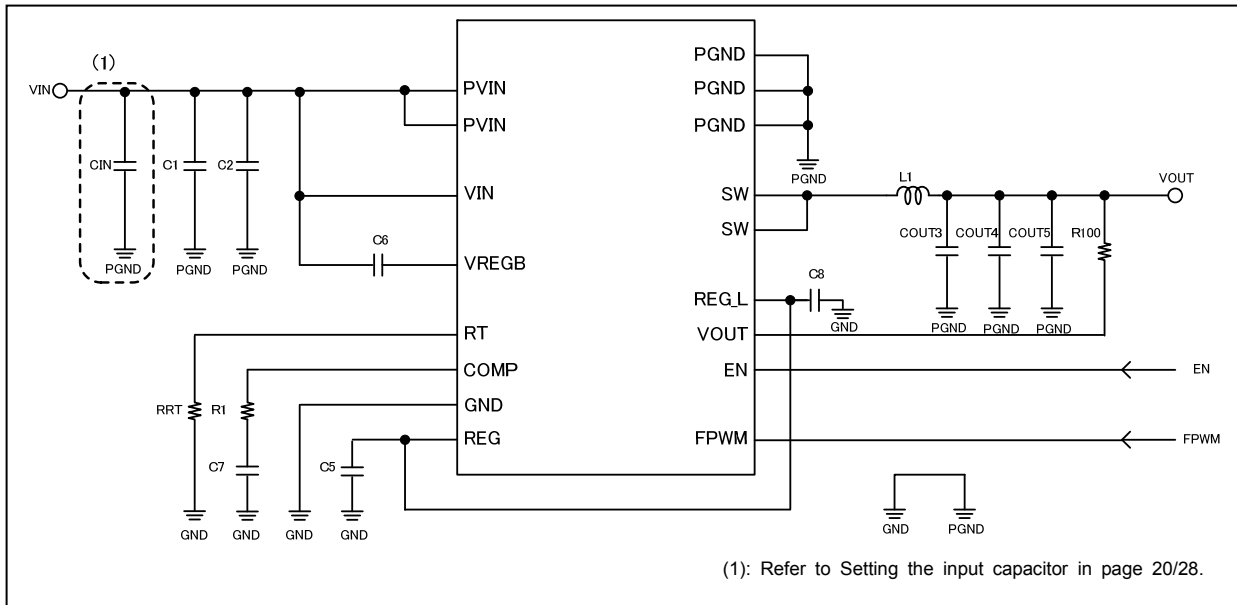 (1)
VIN
CIN
C1
C2
PGND
PGND
PGND
C6
PVIN
PVIN
VIN
VREGB
RT
COMP
GND
REG
RRT
R1
C7
C5
GND
GND
GND
GND
PGND
PGND
PGND
SW
SW
REG_L
VOUT
EN
FPWM
PGND
L1
VOUT
COUT3
COUT4
COUT5
R100
C8
GND
PGND
PGND
PGND
EN
FPWM
GND
PGND
(1): Refer to Setting the input capacitor in page 20/28.